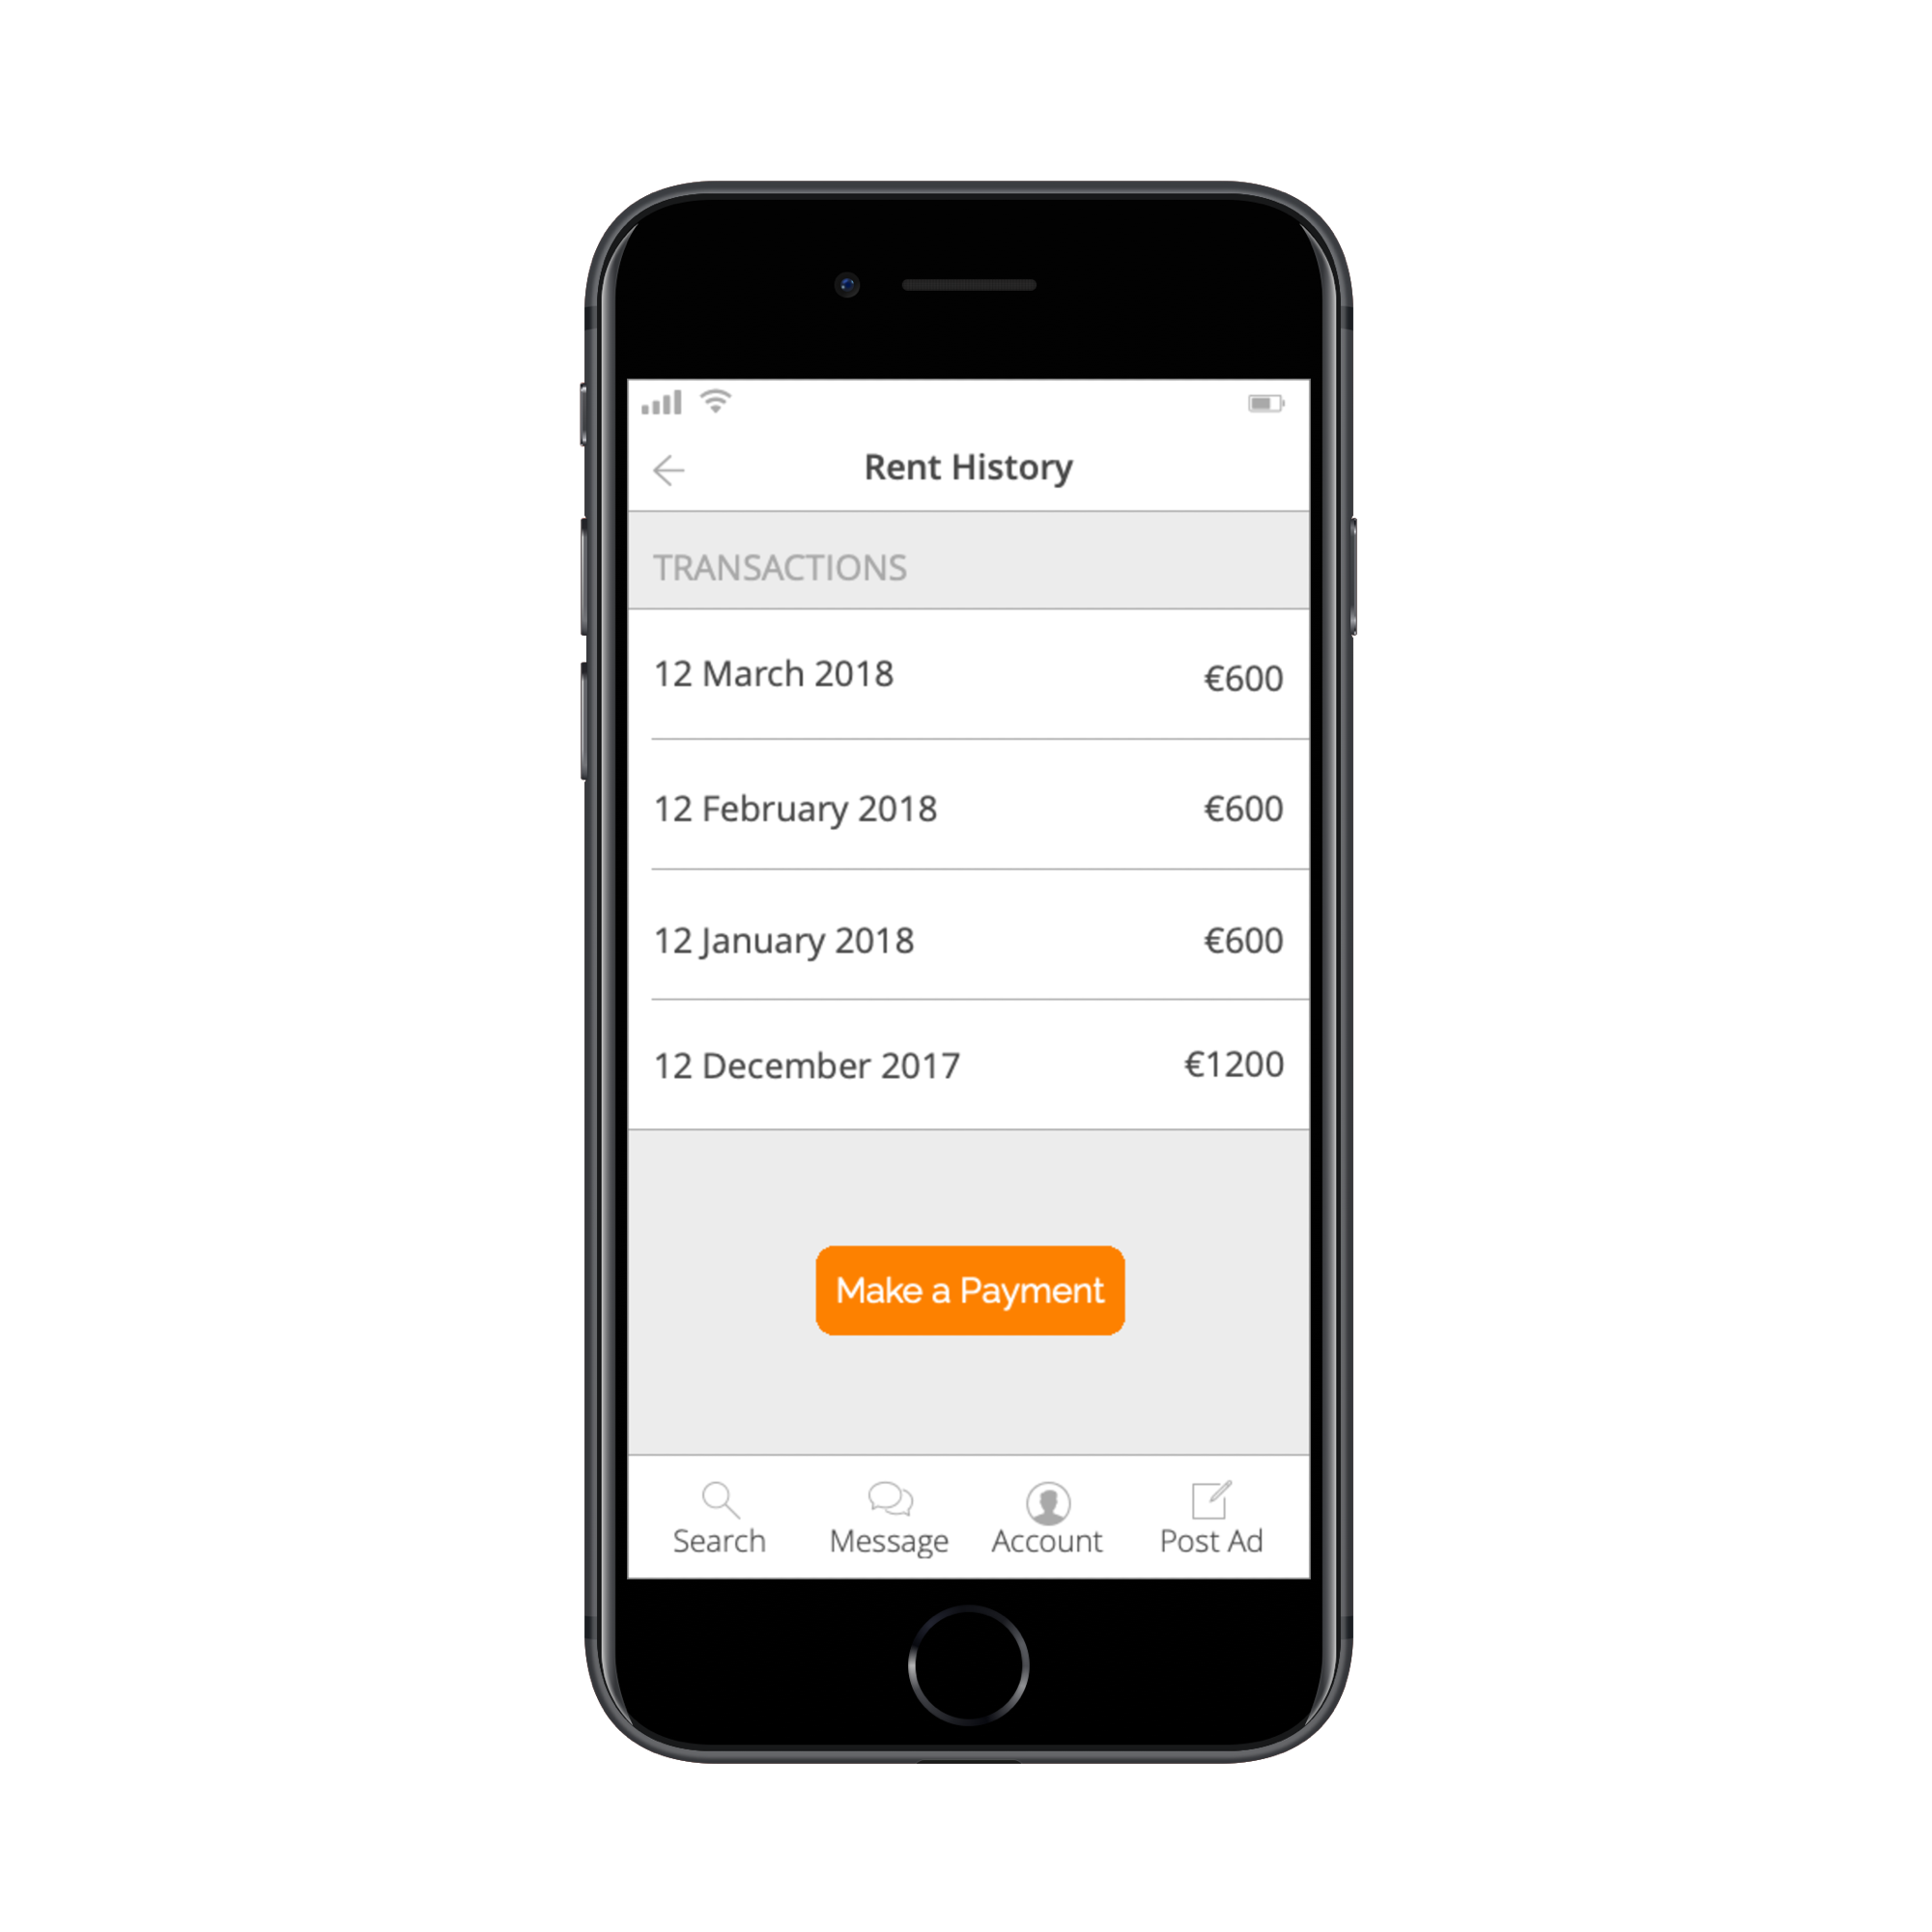 Rent History
TRANSACTIONS
12 March 2018 €600
12 February 2018 €600
12 January 2018 €600
12 December 2017 €1200
Make a Payment
Search Message Account Post Ad